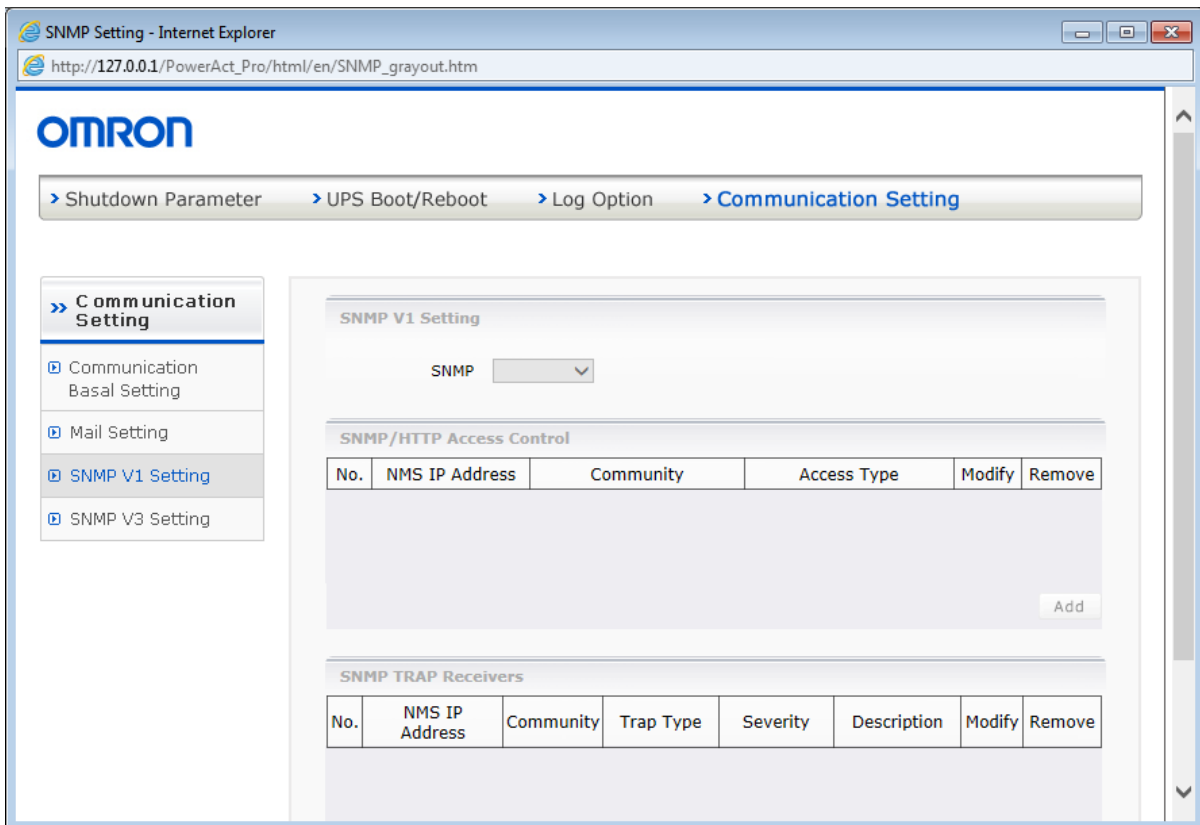 SNMP Setting - Internet Explorer
http://127.0.0.1/PowerAct_Pro/html/en/SNMP_grayout.htm
OMRON
Shutdown Parameter UPS Boot/Reboot Log Option Communication Setting
Communication
Setting
Communication
Basal Setting
Mail Setting
SNMP V1 Setting
SNMP V3 Setting
SNMP V1 Setting
SNMP
SNMP/HTTP Access Control
No. NMS IP Address Community Access Type Modify Remove
Add
SNMP TRAP Receivers
No. NMS IP Address Community Trap Type Severity Description Modify Remove